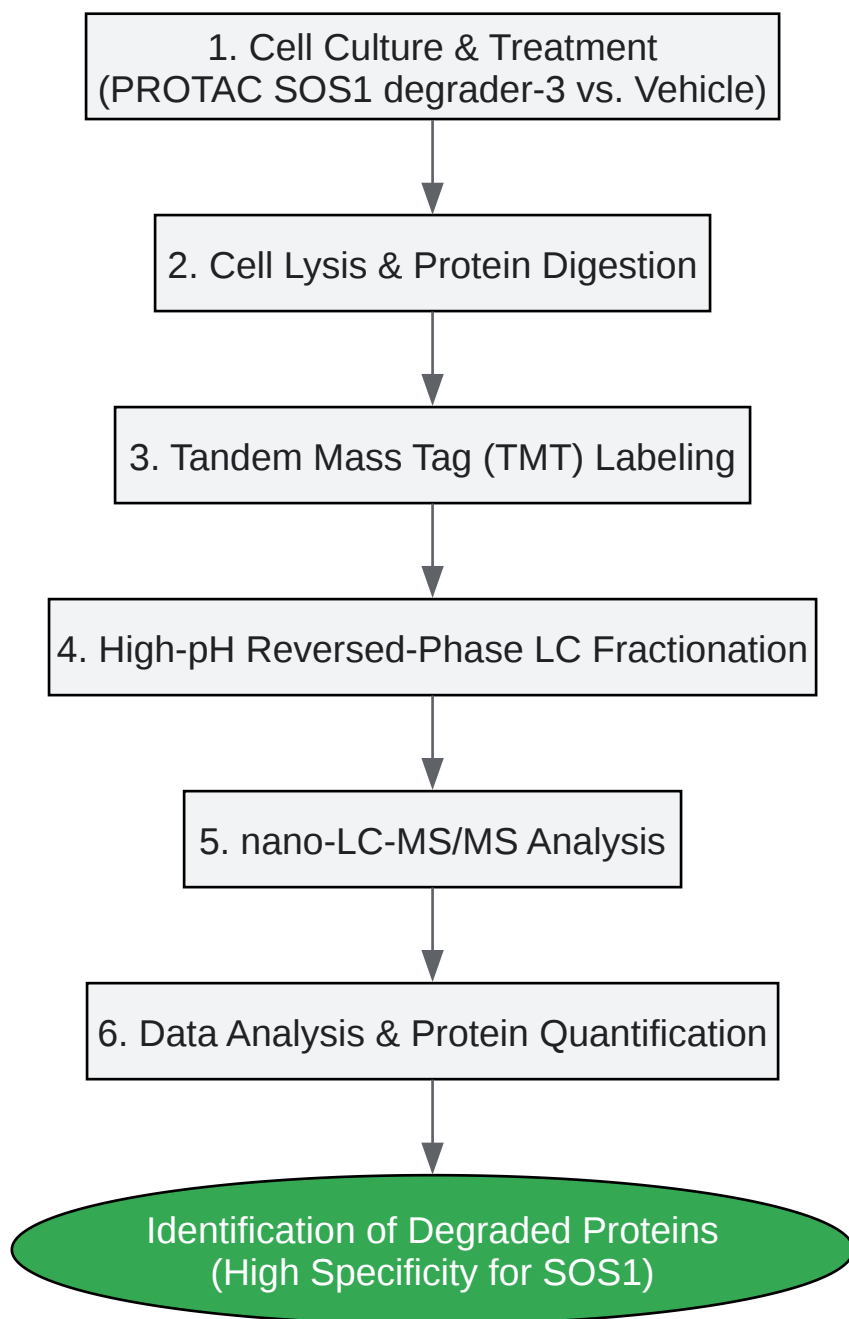 1. Cell Culture & Treatment
(PROTAC SOS1 degrader-3 vs. Vehicle)
2. Cell Lysis & Protein Digestion
3. Tandem Mass Tag (TMT) Labeling
4. High-pH Reversed-Phase LC Fractionation
5. nano-LC-MS/MS Analysis
6. Data Analysis & Protein Quantification
Identification of Degraded Proteins
(High Specificity for SOS1)